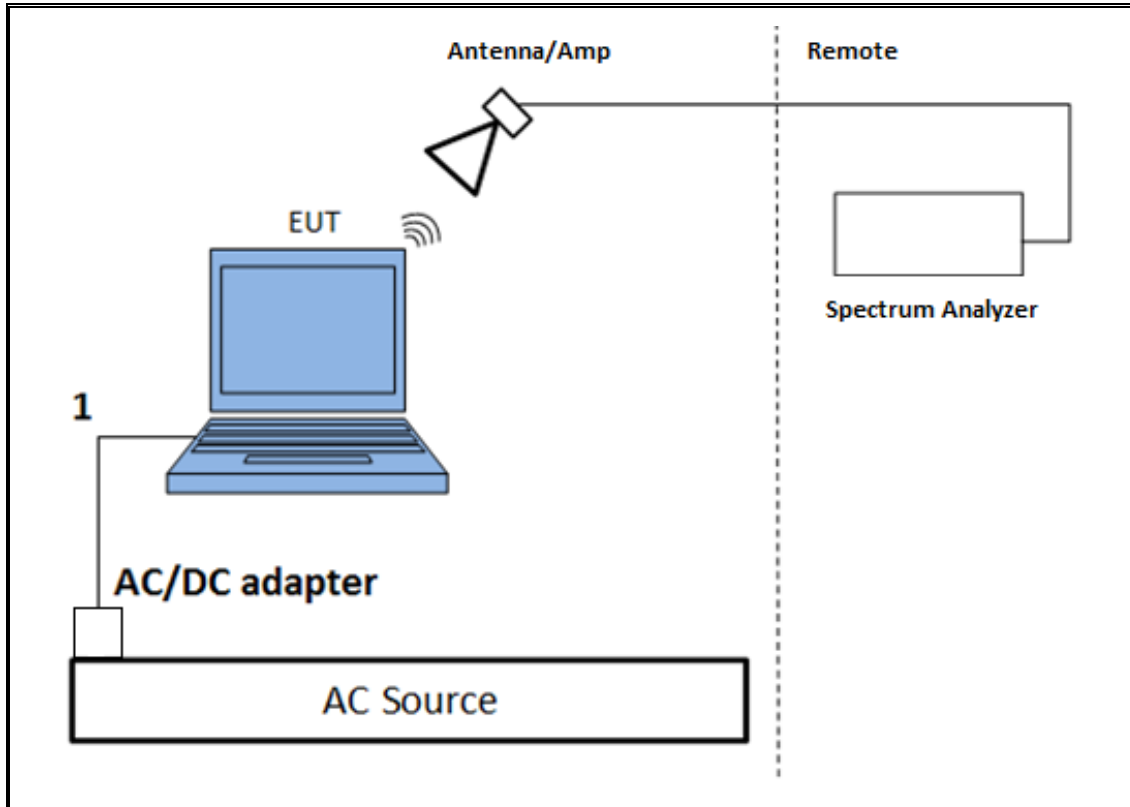 Antenna/Amp
Remote
EUT
Spectrum Analyzer
1
AC/DC adapter
AC Source